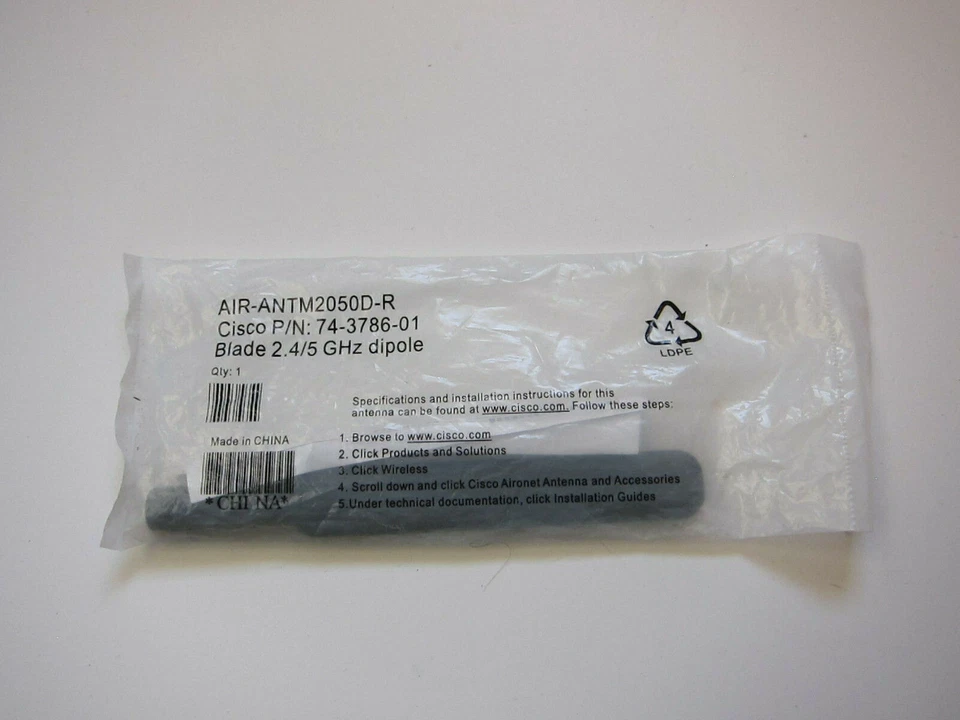 AIR-ANTM2050D-R
Cisco P/N: 74-3786-01
Blade 2.4/5 GHz dipole
Qty: 1
4
LDPE
Specifications and installation instructions for this
antenna can be found at www.cisco.com. Follow these steps:
Made in CHINA
*CHINA*
1. Browse to www.cisco.com
2. Click Products and Solutions
3. Click Wireless
4. Scroll down and click Cisco Aironet Antenna and Accessories
5.Under technical documentation, click Installation Guides